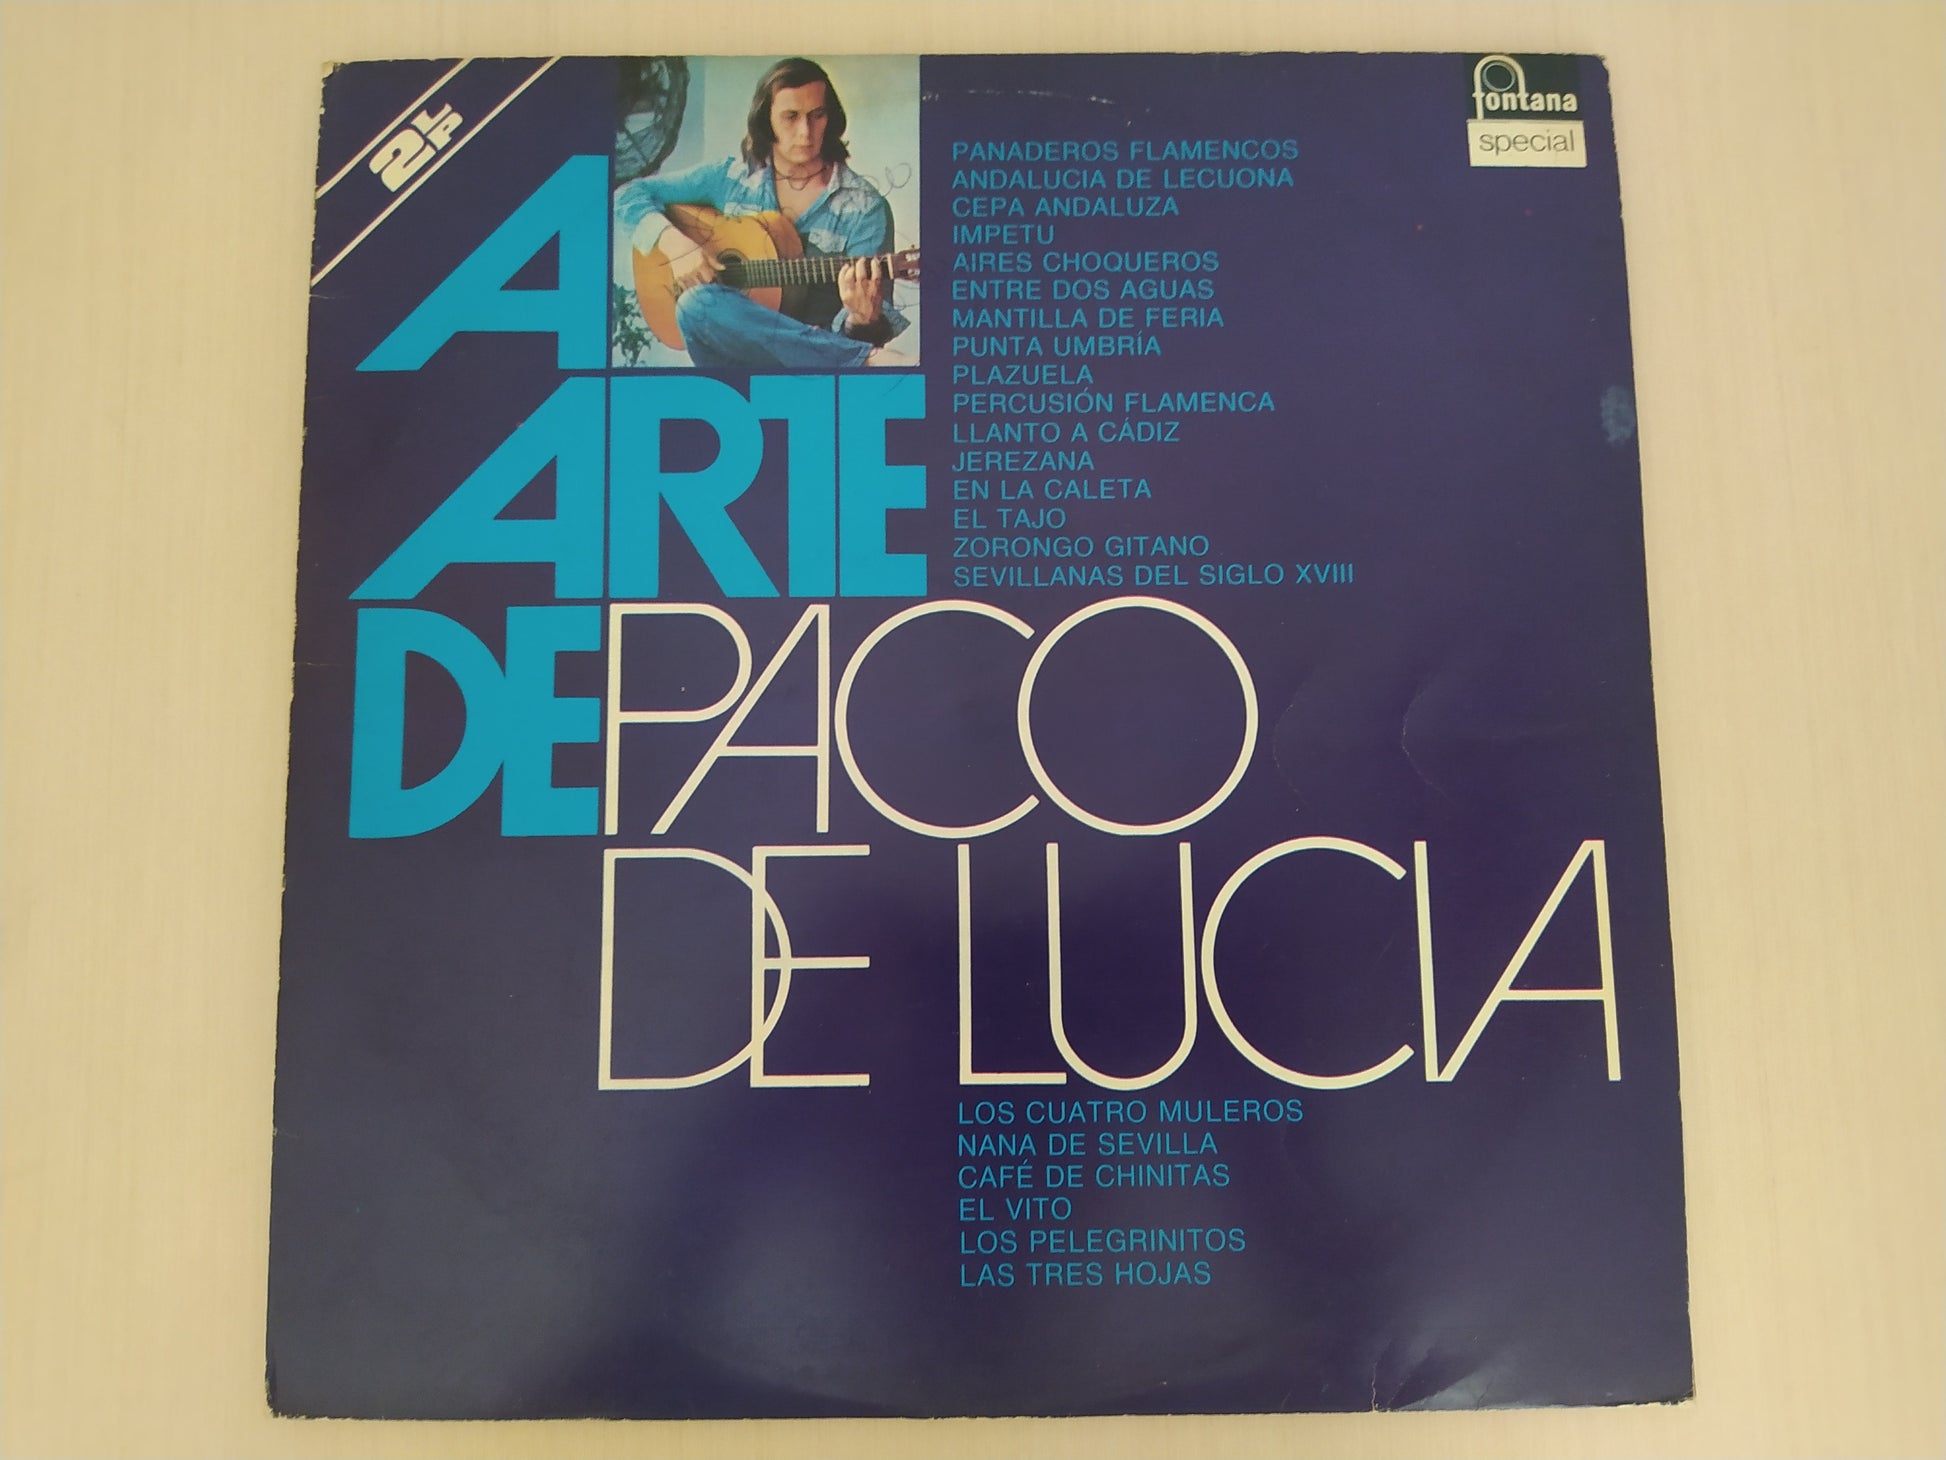 2LP
fontana
special
A
ARTE
DE PACO
DE LUCIA
PANADEROS FLAMENCOS
ANDALUCIA DE LECUONA
CEPA ANDALUZA
IMPETU
AIRES CHOQUEROS
ENTRE DOS AGUAS
MANTILLA DE FERIA
PUNTA UMBRÍA
PLAZUELA
PERCUSIÓN FLAMENCA
LLANTO A CÁDIZ
JEREZANA
EN LA CALETA
EL TAJO
ZORONGO GITANO
SEVILLANAS DEL SIGLO XVIII
LOS CUATRO MULEROS
NANA DE SEVILLA
CAFÉ DE CHINITAS
EL VITO
LOS PELEGRINITOS
LAS TRES HOJAS